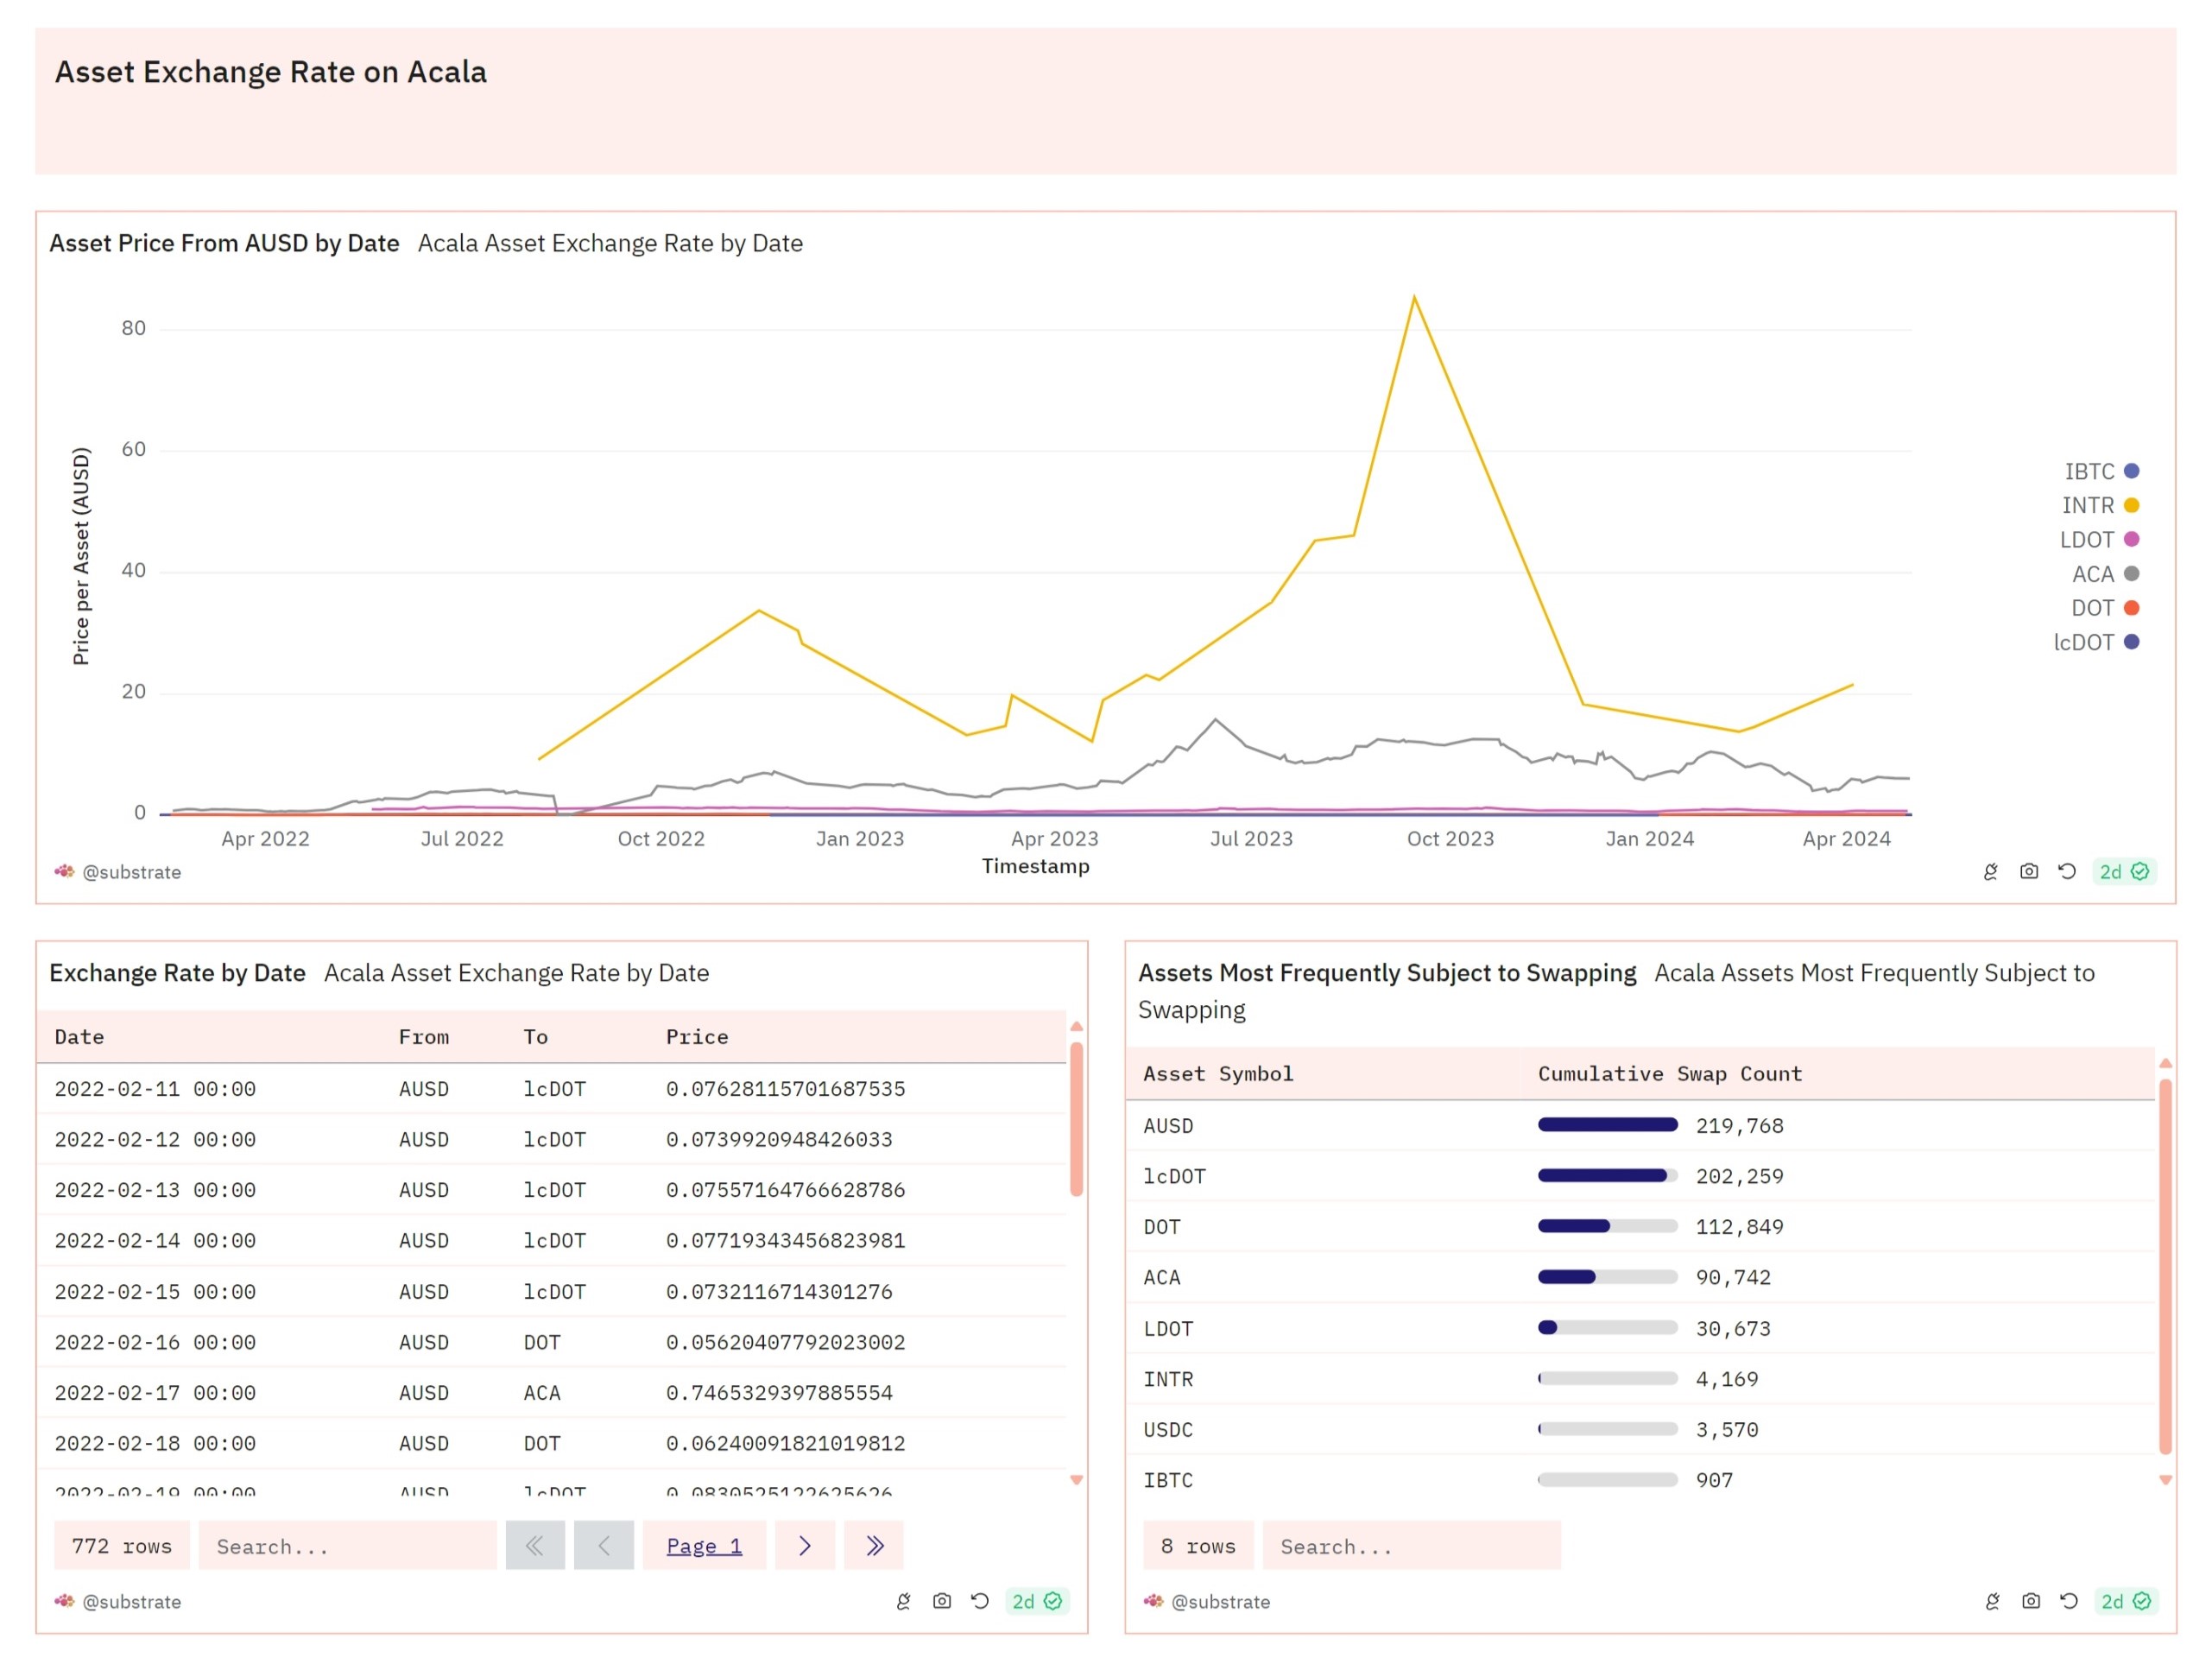 Asset Exchange Rate on Acala
Asset Price From AUSD by Date Acala Asset Exchange Rate by Date
Price per Asset (AUSD)
80
60
40
20
0
IBTC
INTR
LDOT
ACA
DOT
lcDOT
Apr 2022 Jul 2022 Oct 2022 Jan 2023 Apr 2023 Jul 2023 Oct 2023 Jan 2024 Apr 2024
Timestamp
@substrate 2d
Exchange Rate by Date Acala Asset Exchange Rate by Date
Date From To Price
2022-02-11 00:00 AUSD lcDOT 0.07628115701687535
2022-02-12 00:00 AUSD lcDOT 0.0739920948426033
2022-02-13 00:00 AUSD lcDOT 0.07557164766628786
2022-02-14 00:00 AUSD lcDOT 0.07719343456823981
2022-02-15 00:00 AUSD lcDOT 0.0732116714301276
2022-02-16 00:00 AUSD DOT 0.05620407792023002
2022-02-17 00:00 AUSD ACA 0.7465329397885554
2022-02-18 00:00 AUSD DOT 0.06240091821019812
2022-02-19 00:00 AUSD lcDOT 0.0830525122625626
772 rows Search... Page 1
@substrate 2d
Assets Most Frequently Subject to Swapping Acala Assets Most Frequently Subject to
Swapping
Asset Symbol Cumulative Swap Count
AUSD 219,768
lcDOT 202,259
DOT 112,849
ACA 90,742
LDOT 30,673
INTR 4,169
USDC 3,570
IBTC 907
8 rows Search...
@substrate 2d